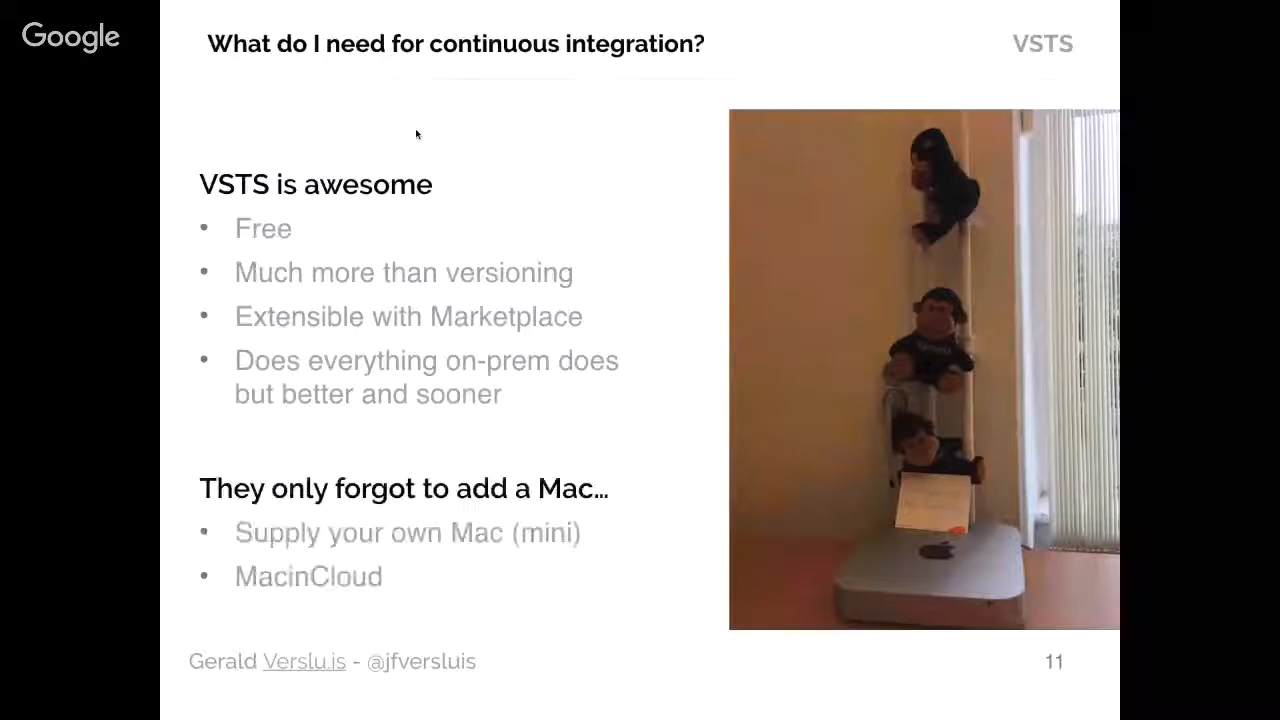 Google
What do I need for continuous integration?
VSTS
VSTS is awesome
• Free
• Much more than versioning
• Extensible with Marketplace
• Does everything on-prem does
but better and sooner
They only forgot to add a Mac...
• Supply your own Mac (mini)
• MacinCloud
Gerald Verslu.is - @jfversluis
11